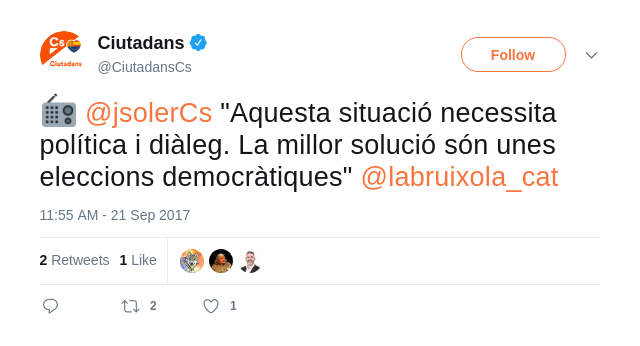 Cs
Ciutadans
Ciutadans
@CiutadansCs
Follow
@jsolerCs "Aquesta situació necessita
política i diàleg. La millor solució són unes
eleccions democràtiques" @labruixola_cat
11:55 AM - 21 Sep 2017
2 Retweets 1 Like
2 1